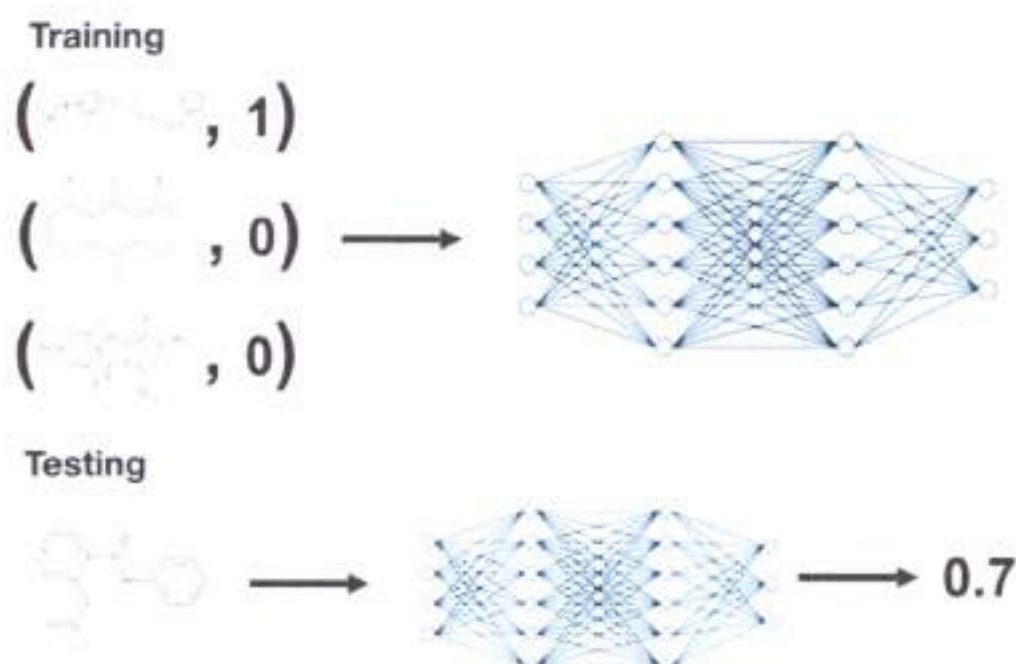 Training
( , 1)
( , 0)
( , 0)
Testing
0.7